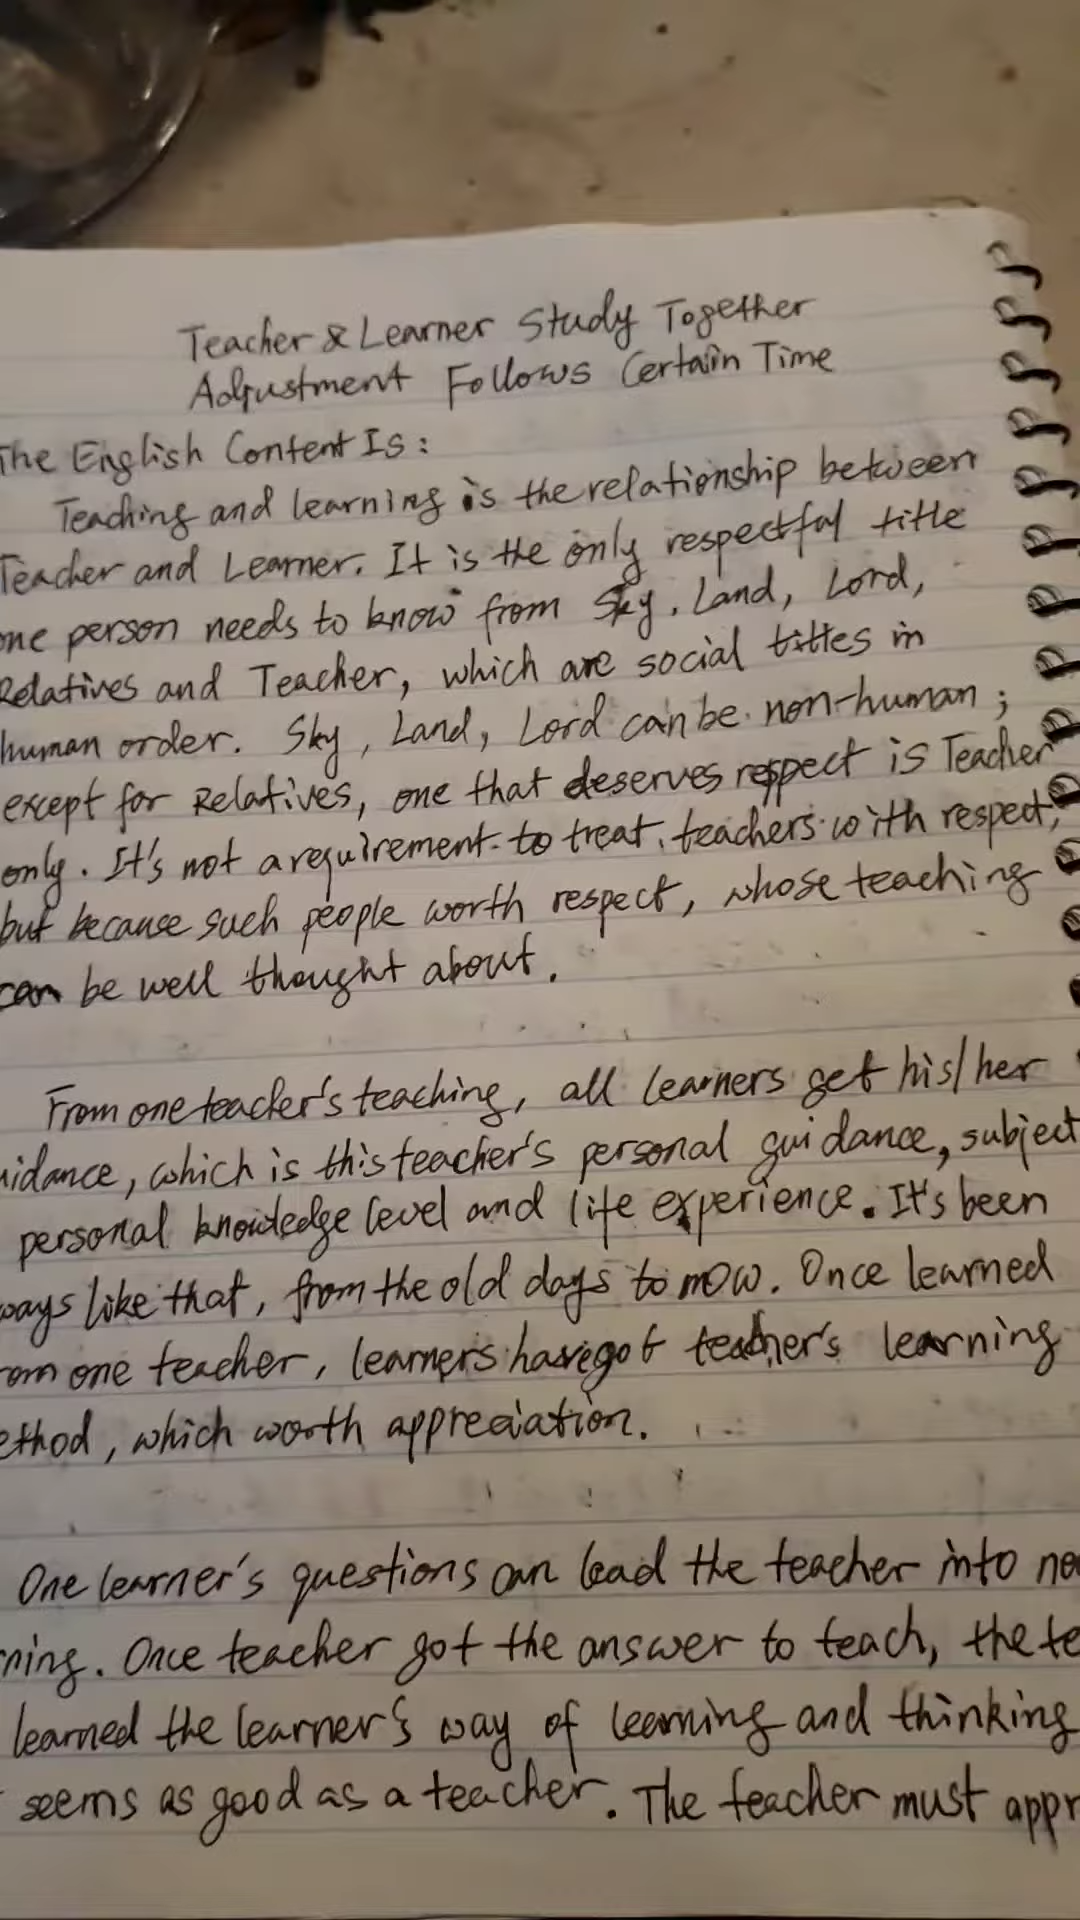 Teacher & Learner Study Together
Adjustment Follows Certain Time
The English Content Is:
Teaching and learning is the relationship between
Teacher and Learner. It is the only respectful title
one person needs to know from Sky, Land, Lord,
Relatives and Teacher, which are social titles in
human order. Sky, Land, Lord can be non-human;
except for Relatives, one that deserves respect is Teacher
only. It's not a requirement to treat teachers with respect,
but because such people worth respect, whose teaching
can be well thought about.
From one teacher's teaching, all learners get his/her
uidance, which is this teacher's personal guidance, subject
personal knowledge level and life experience. It's been
ways like that, from the old days to now. Once learned
rom one teacher, learners have got teacher's learning
ethod, which worth appreciation.
One learner's questions can lead the teacher into ne
rning. Once teacher got the answer to teach, the te
learned the learner's way of learning and thinking
seems as good as a teacher. The teacher must appr